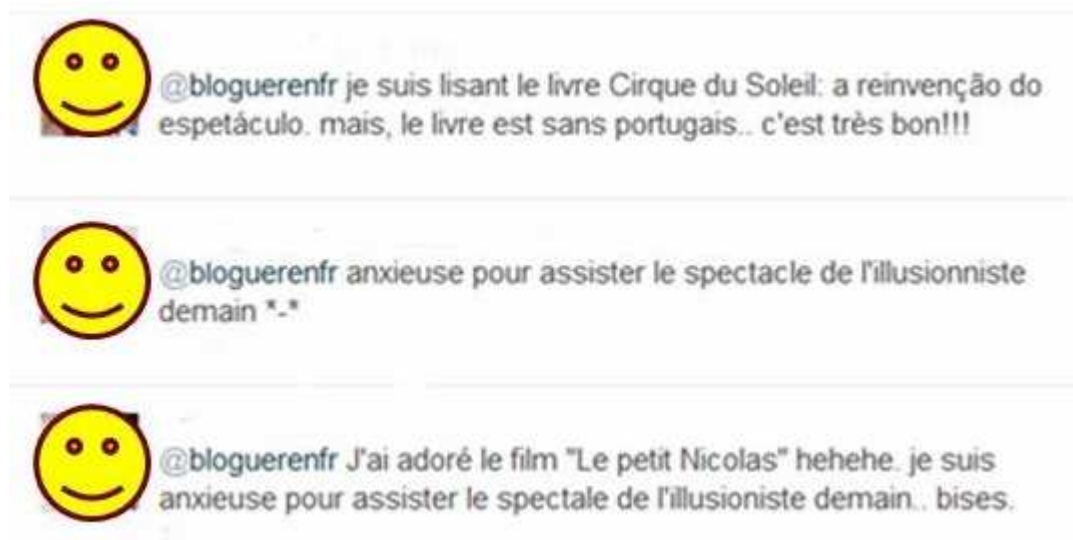 @bloguerenfr je suis lisant le livre Cirque du Soleil: a reinvenção do
espetáculo. mais, le livre est sans portugais.. c'est très bon!!!
@bloguerenfr anxieuse pour assister le spectacle de l'illusionniste
demain *-*
@bloguerenfr J'ai adoré le film "Le petit Nicolas" hehehe. je suis
anxieuse pour assister le spectale de l'illusioniste demain.. bises.